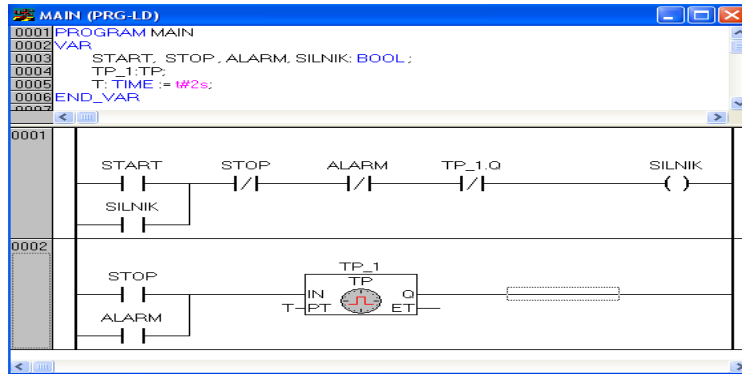 MAIN (PRG-LD)
0001 PROGRAM MAIN
0002 VAR
0003 START, STOP, ALARM, SILNIK: BOOL;
0004 TP_1:TP;
0005 T: TIME := t#2s;
0006 END_VAR
0007
0001
START STOP ALARM TP_1.Q SILNIK
SILNIK
0002
STOP TP_1
TP
IN Q
T PT ET
ALARM